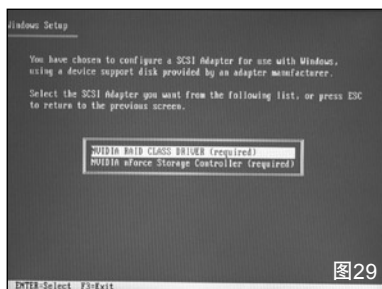 Windows Setup
You have chosen to configure a SCSI Adapter for use with Windows,
using a device support disk provided by an adapter manufacturer.
Select the SCSI Adapter you want from the following list, or press ESC
to return to the previous screen.
NVIDIA RAID CLASS DRIVER (required)
NVIDIA nForce Storage Controller (required)
ENTER=Select F3=Exit
图29